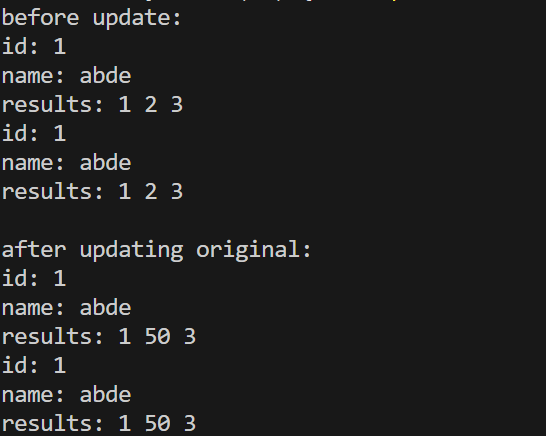 before update:
id: 1
name: abde
results: 1 2 3
id: 1
name: abde
results: 1 2 3

after updating original:
id: 1
name: abde
results: 1 50 3
id: 1
name: abde
results: 1 50 3